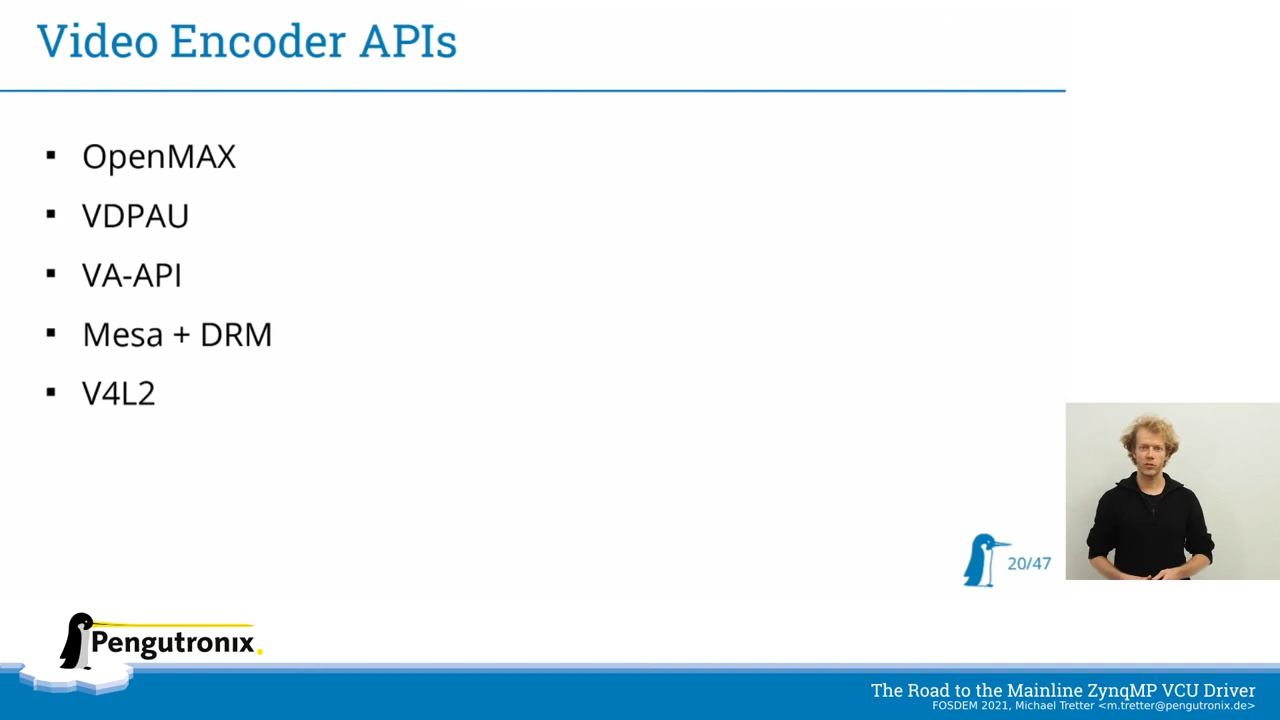 Video Encoder APIs
OpenMAX
VDPAU
VA-API
Mesa + DRM
V4L2
20/47
Pengutronix.
The Road to the Mainline ZynqMP VCU Driver
FOSDEM 2021, Michael Tretter <m.tretter@pengutronix.de>